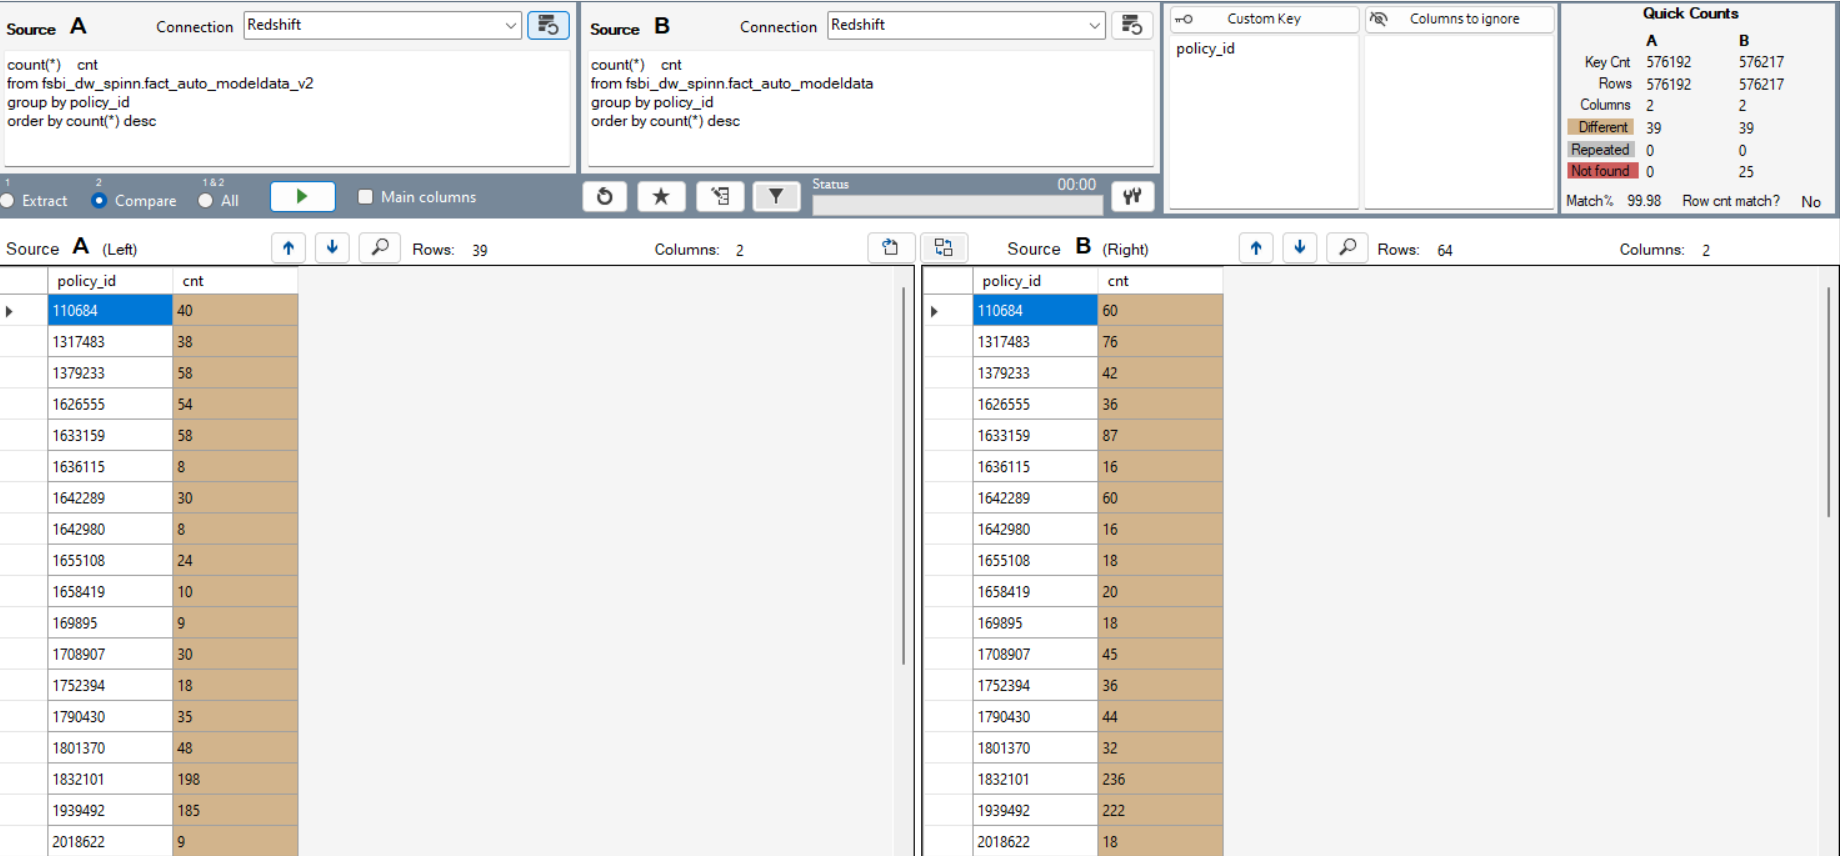 Source A Connection Redshift
count(*) cnt
from fsbi_dw_spinn.fact_auto_modeldata_v2
group by policy_id
order by count(*) desc
Source B Connection Redshift
count(*) cnt
from fsbi_dw_spinn.fact_auto_modeldata
group by policy_id
order by count(*) desc
Custom Key
policy_id
Columns to ignore
Quick Counts
A B
Key Cnt 576192 576217
Rows 576192 576217
Columns 2 2
Different 39 39
Repeated 0 0
Not found 0 25
Match% 99.98 Row cnt match? No
1 2 1 & 2
Extract Compare All
Main columns
Status 00:00
Source A (Left) Rows: 39 Columns: 2
policy_id cnt
110684 40
1317483 38
1379233 58
1626555 54
1633159 58
1636115 8
1642289 30
1642980 8
1655108 24
1658419 10
169895 9
1708907 30
1752394 18
1790430 35
1801370 48
1832101 198
1939492 185
2018622 9
Source B (Right) Rows: 64 Columns: 2
policy_id cnt
110684 60
1317483 76
1379233 42
1626555 36
1633159 87
1636115 16
1642289 60
1642980 16
1655108 18
1658419 20
169895 18
1708907 45
1752394 36
1790430 44
1801370 32
1832101 236
1939492 222
2018622 18